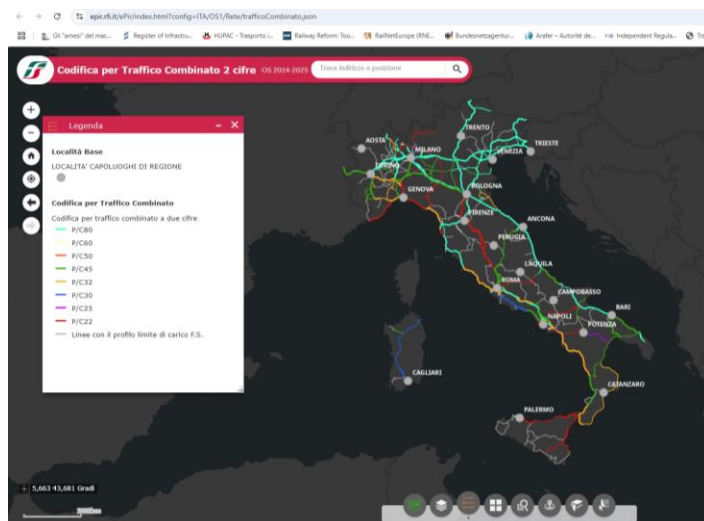 epir.rfi.it/ePir/index.html?config=ITA/OS1/Rete/trafficoCombinato.json
Gli "arnesi" del mac...
Register of Infrastru...
HUPAC - Trasporto i...
Railway Reform: Too...
RailNetEurope (RNE...
Bundesnetzagentur...
Arafer – Autorité de...
Independent Regula...
Codifica per Traffico Combinato 2 cifre OS 2024-2025
Trova indirizzo o posizione
Legenda
Località Base
LOCALITA' CAPOLUOGHI DI REGIONE
Codifica per Traffico Combinato
Codifica per traffico combinato a due cifre
P/C80
P/C60
P/C50
P/C45
P/C32
P/C30
P/C25
P/C22
Linee con il profilo limite di carico F.S.
TRENTO
AOSTA
MILANO
VENEZIA
TRIESTE
TORINO
GENOVA
BOLOGNA
FIRENZE
ANCONA
PERUGIA
L'AQUILA
ROMA
CAMPOBASSO
BARI
NAPOLI
POTENZA
CAGLIARI
CATANZARO
PALERMO
5,663 43,681 Gradi